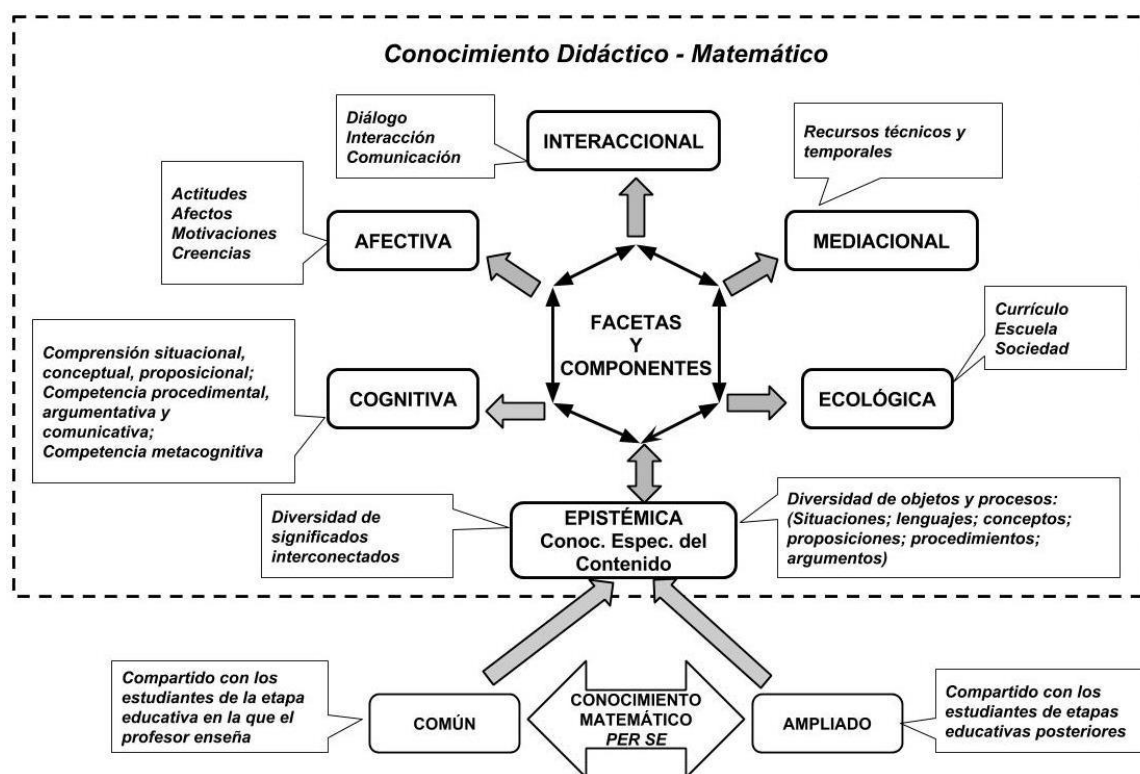 Conocimiento Didáctico - Matemático
Diálogo
Interacción
Comunicación
INTERACCIONAL
Recursos técnicos y
temporales
Actitudes
Afectos
Motivaciones
Creencias
AFECTIVA
MEDIACIONAL
FACETAS
Y
COMPONENTES
Currículo
Escuela
Sociedad
Comprensión situacional,
conceptual, proposicional;
Competencia procedimental,
argumentativa y
comunicativa;
Competencia metacognitiva
COGNITIVA
ECOLÓGICA
Diversidad de
significados
interconectados
EPISTÉMICA
Conoc. Espec. del
Contenido
Diversidad de objetos y procesos:
(Situaciones; lenguajes; conceptos;
proposiciones; procedimientos;
argumentos)
Compartido con los
estudiantes de la etapa
educativa en la que el
profesor enseña
COMÚN
CONOCIMIENTO
MATEMÁTICO
PER SE
AMPLIADO
Compartido con los
estudiantes de etapas
educativas posteriores